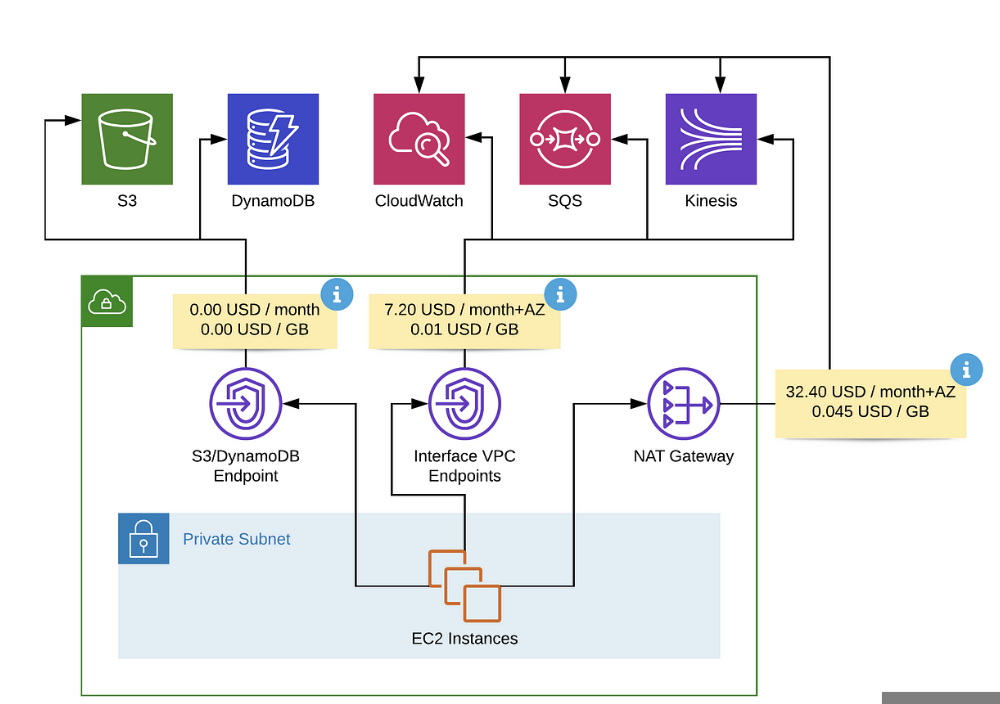 S3
DynamoDB
CloudWatch
SQS
Kinesis
0.00 USD / month
0.00 USD / GB
i
7.20 USD / month+AZ
0.01 USD / GB
i
32.40 USD / month+AZ
0.045 USD / GB
i
S3/DynamoDB
Endpoint
Interface VPC
Endpoints
NAT Gateway
Private Subnet
EC2 Instances